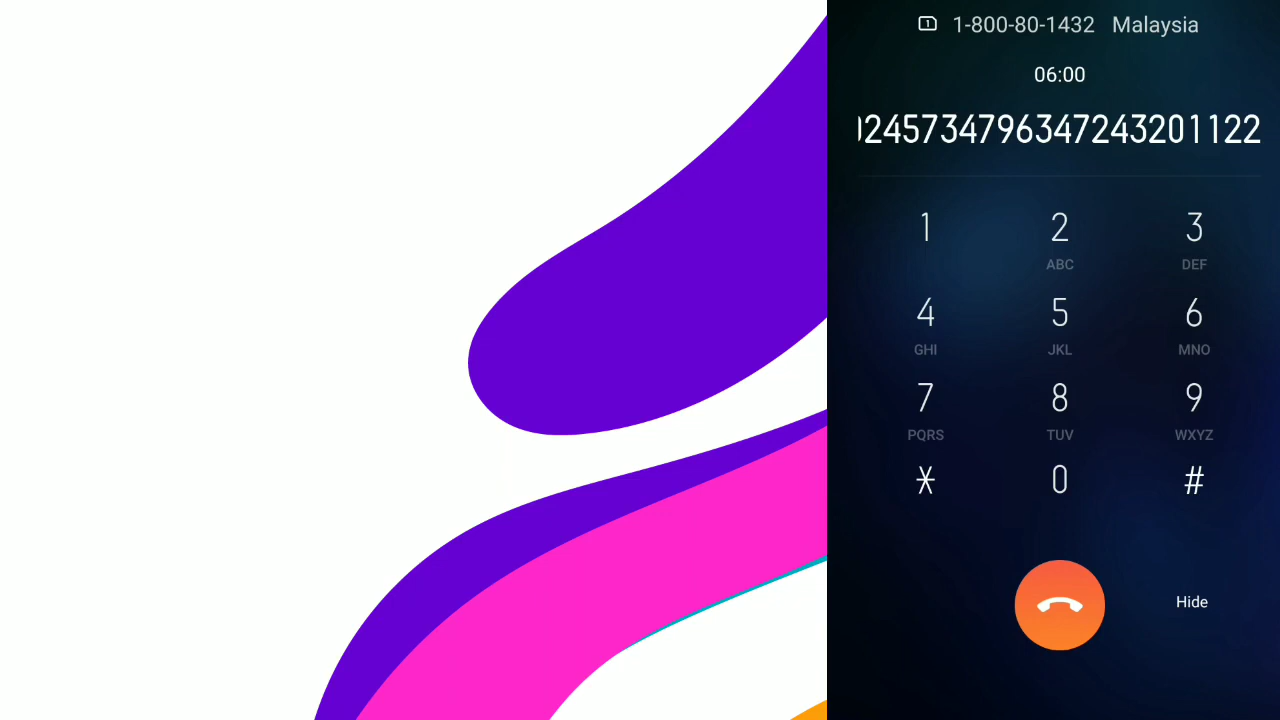 1 1-800-80-1432 Malaysia
06:00
245734796347243201122
1 2 3
ABC DEF
4 5 6
GHI JKL MNO
7 8 9
PQRS TUV WXYZ
* 0 #
Hide